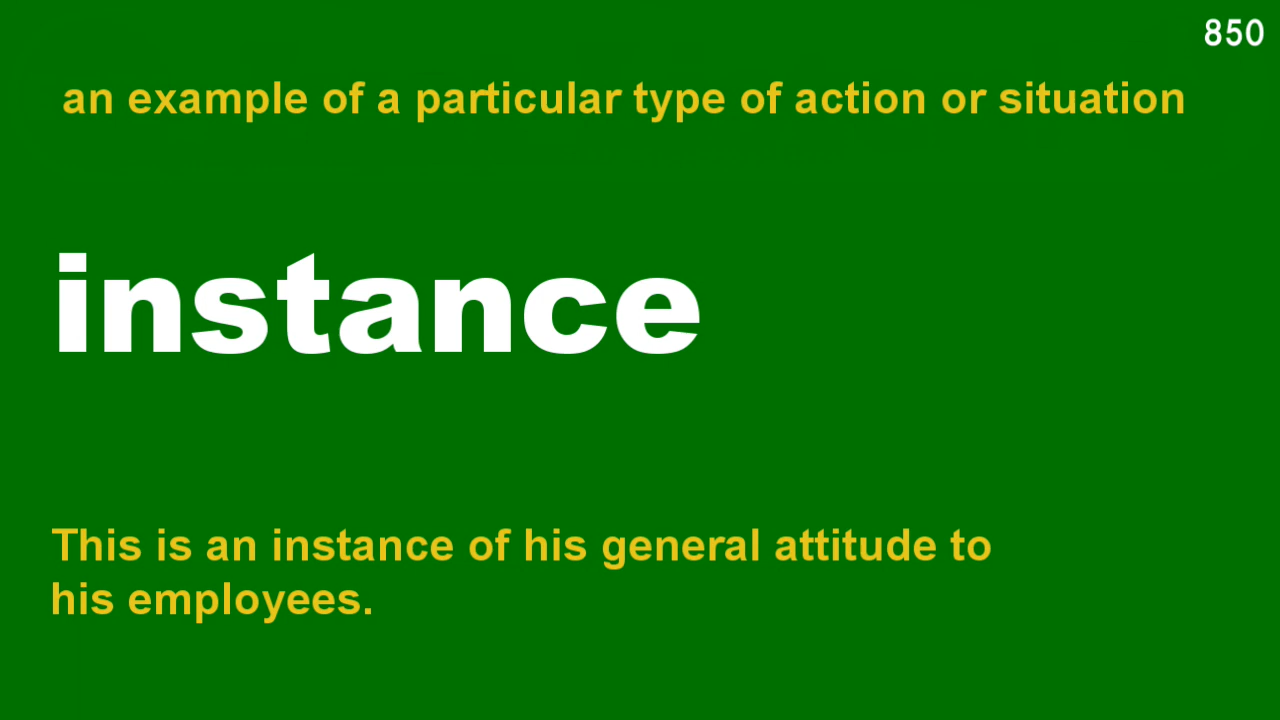 850
an example of a particular type of action or situation
instance
This is an instance of his general attitude to
his employees.